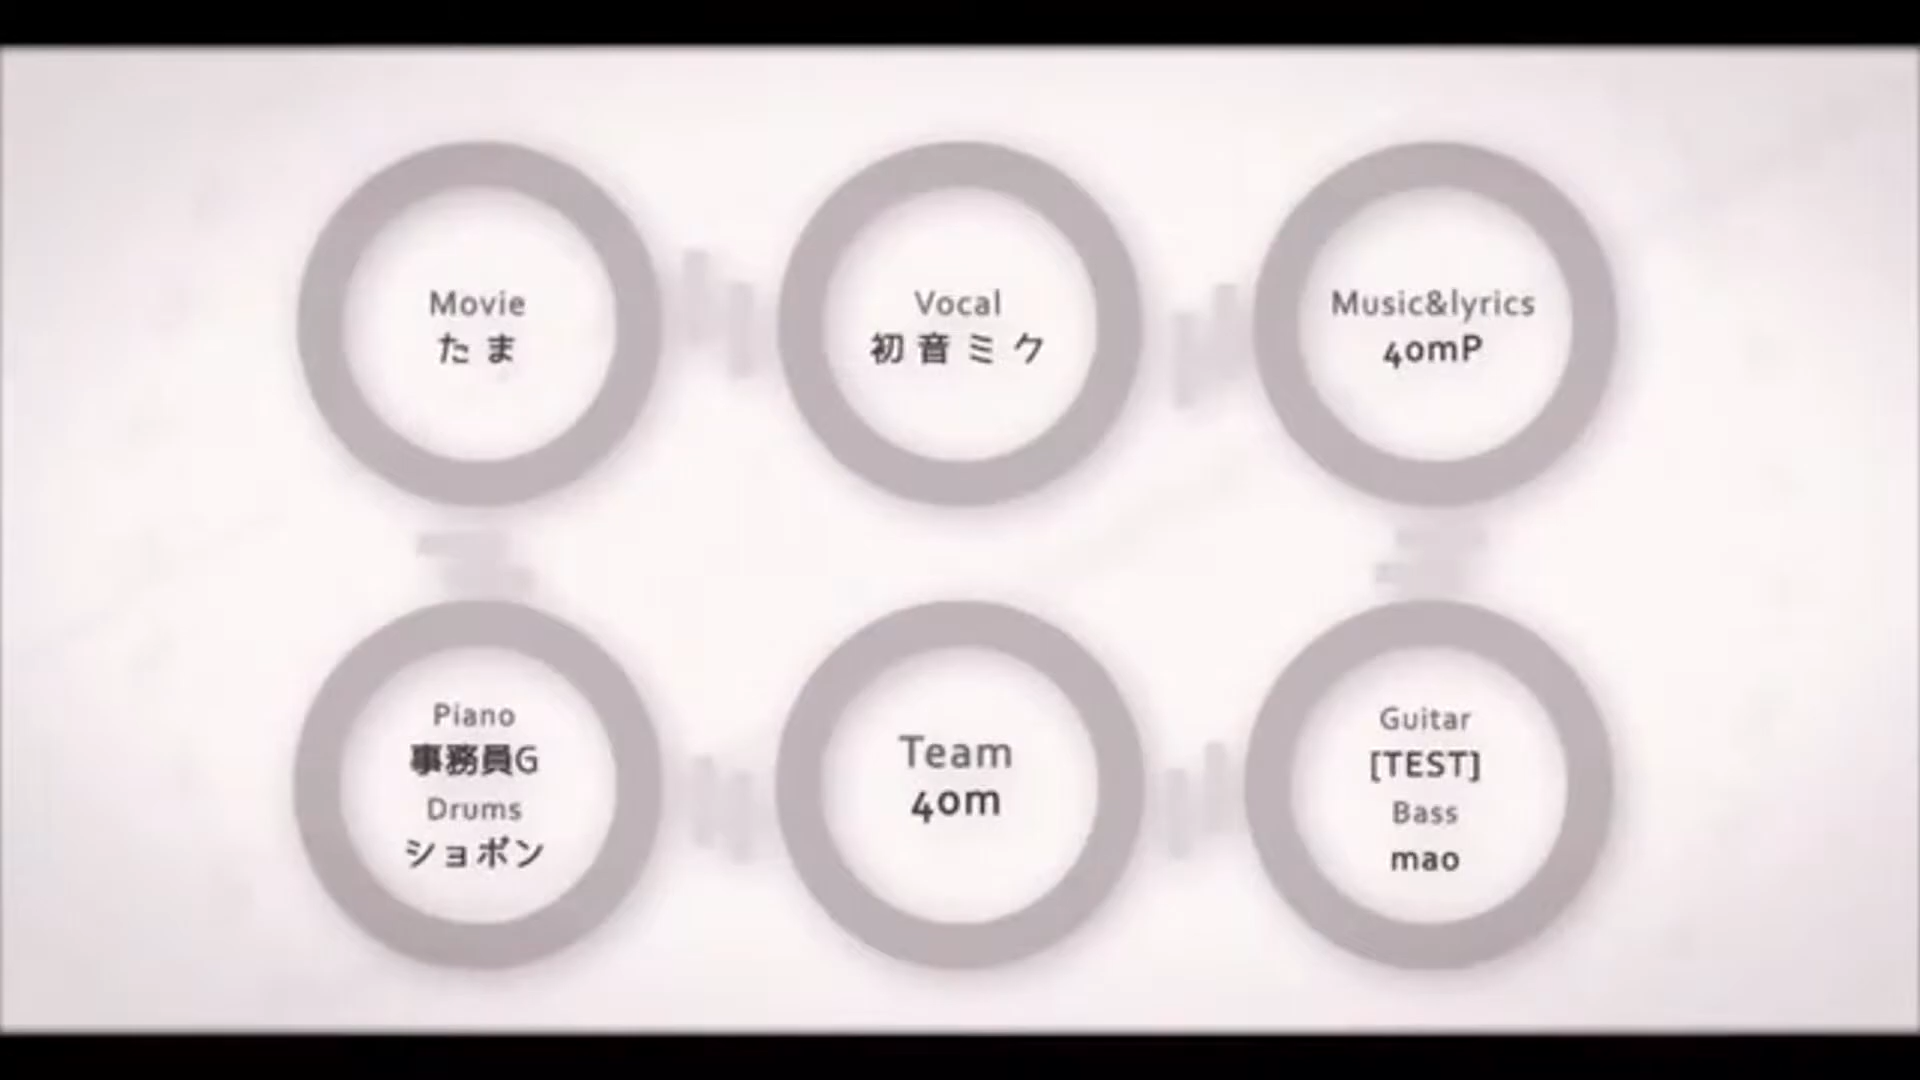 Movie
たま
Vocal
初音ミク
Music&lyrics
40mP
Piano
事務員G
Drums
ショボン
Team
40m
Guitar
[TEST]
Bass
mao